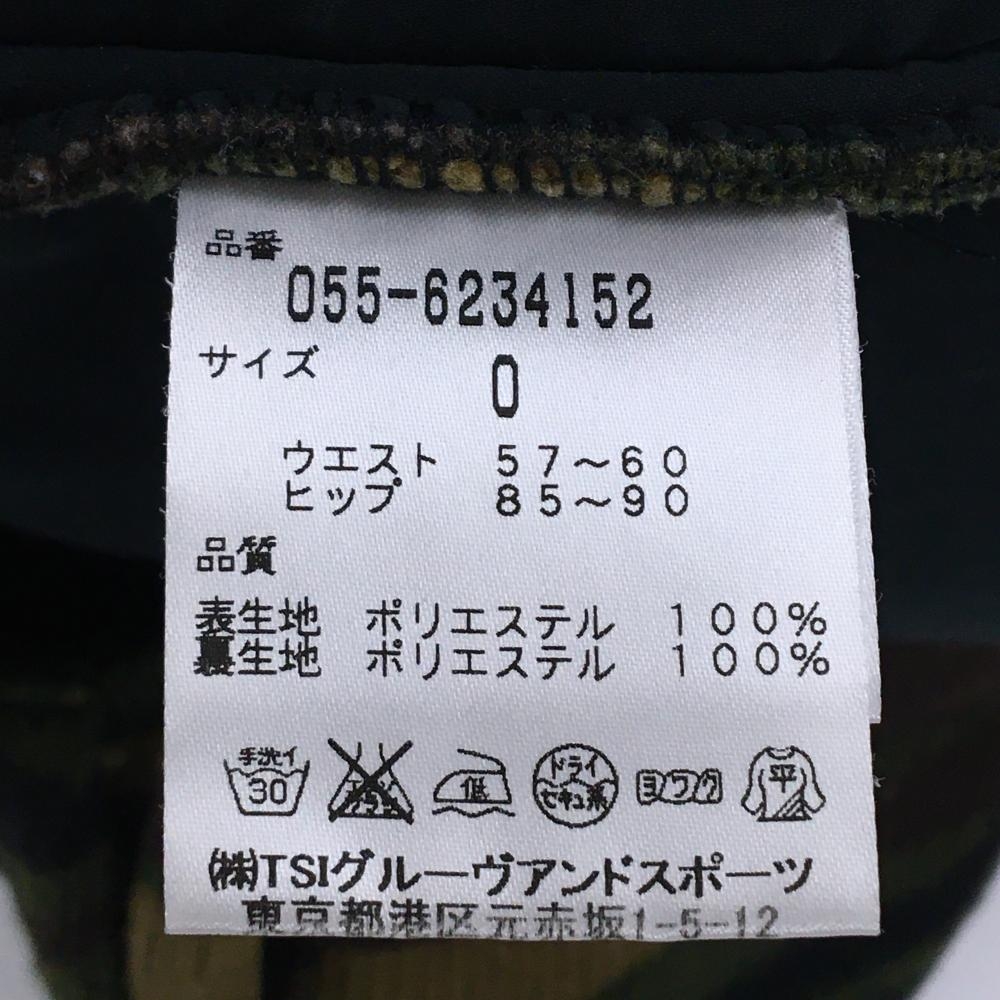 品番
055-6234152
サイズ 0
ウエスト 57～60
ヒップ 85～90
品質
表生地 ポリエステル 100%
裏生地 ポリエステル 100%
手洗イ 30 低 ドライ セキユ系 ヨワク 平
(株)TSIグルーヴアンドスポーツ
東京都港区元赤坂1-5-12